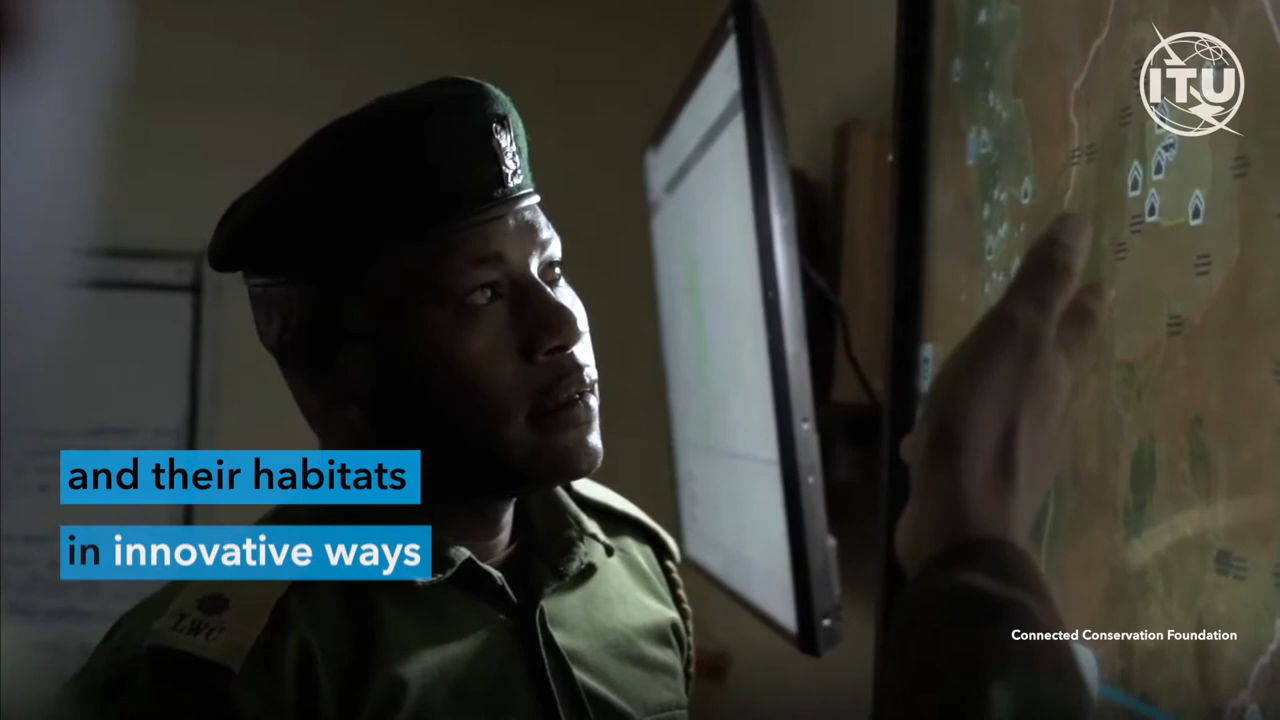 ITU
and their habitats
in innovative ways
LWC
Connected Conservation Foundation